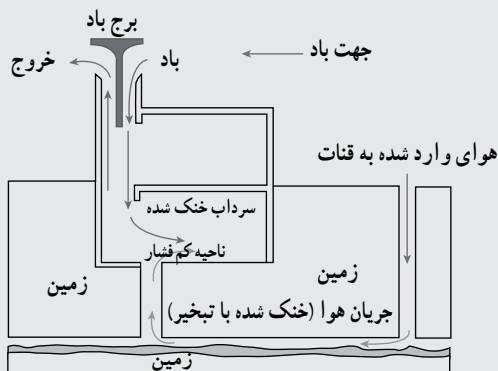 برج باد
خروج
باد
جهت باد
هوای وارد شده به قنات
سرداب خنک شده
ناحیه کم فشار
زمین
زمین
جریان هوا (خنک شده با تبخیر)
زمین